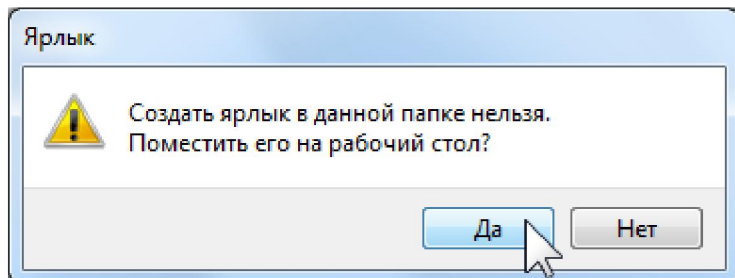 Ярлык
Создать ярлык в данной папке нельзя.
Поместить его на рабочий стол?
Да
Нет